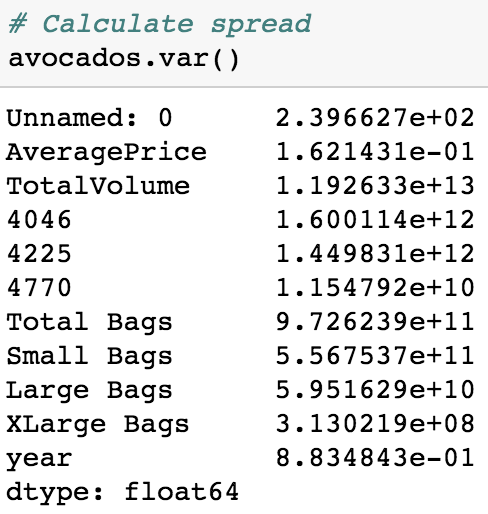 # Calculate spread
avocados.var()
Unnamed: 0 2.396627e+02
AveragePrice 1.621431e-01
TotalVolume 1.192633e+13
4046 1.600114e+12
4225 1.449831e+12
4770 1.154792e+10
Total Bags 9.726239e+11
Small Bags 5.567537e+11
Large Bags 5.951629e+10
XLarge Bags 3.130219e+08
year 8.834843e-01
dtype: float64